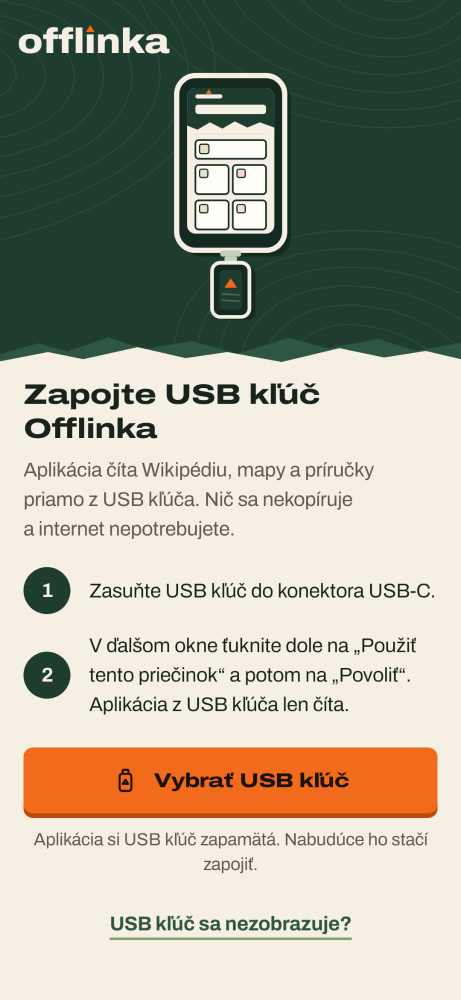 offlinka
Zapojte USB kľúč
Offlinka
Aplikácia číta Wikipédiu, mapy a príručky
priamo z USB kľúča. Nič sa nekopíruje
a internet nepotrebujete.
1
Zasuňte USB kľúč do konektora USB-C.
2
V ďalšom okne ťuknite dole na „Použiť
tento priečinok“ a potom na „Povoliť“.
Aplikácia z USB kľúča len číta.
Vybrať USB kľúč
Aplikácia si USB kľúč zapamätá. Nabudúce ho stačí
zapojiť.
USB kľúč sa nezobrazuje?